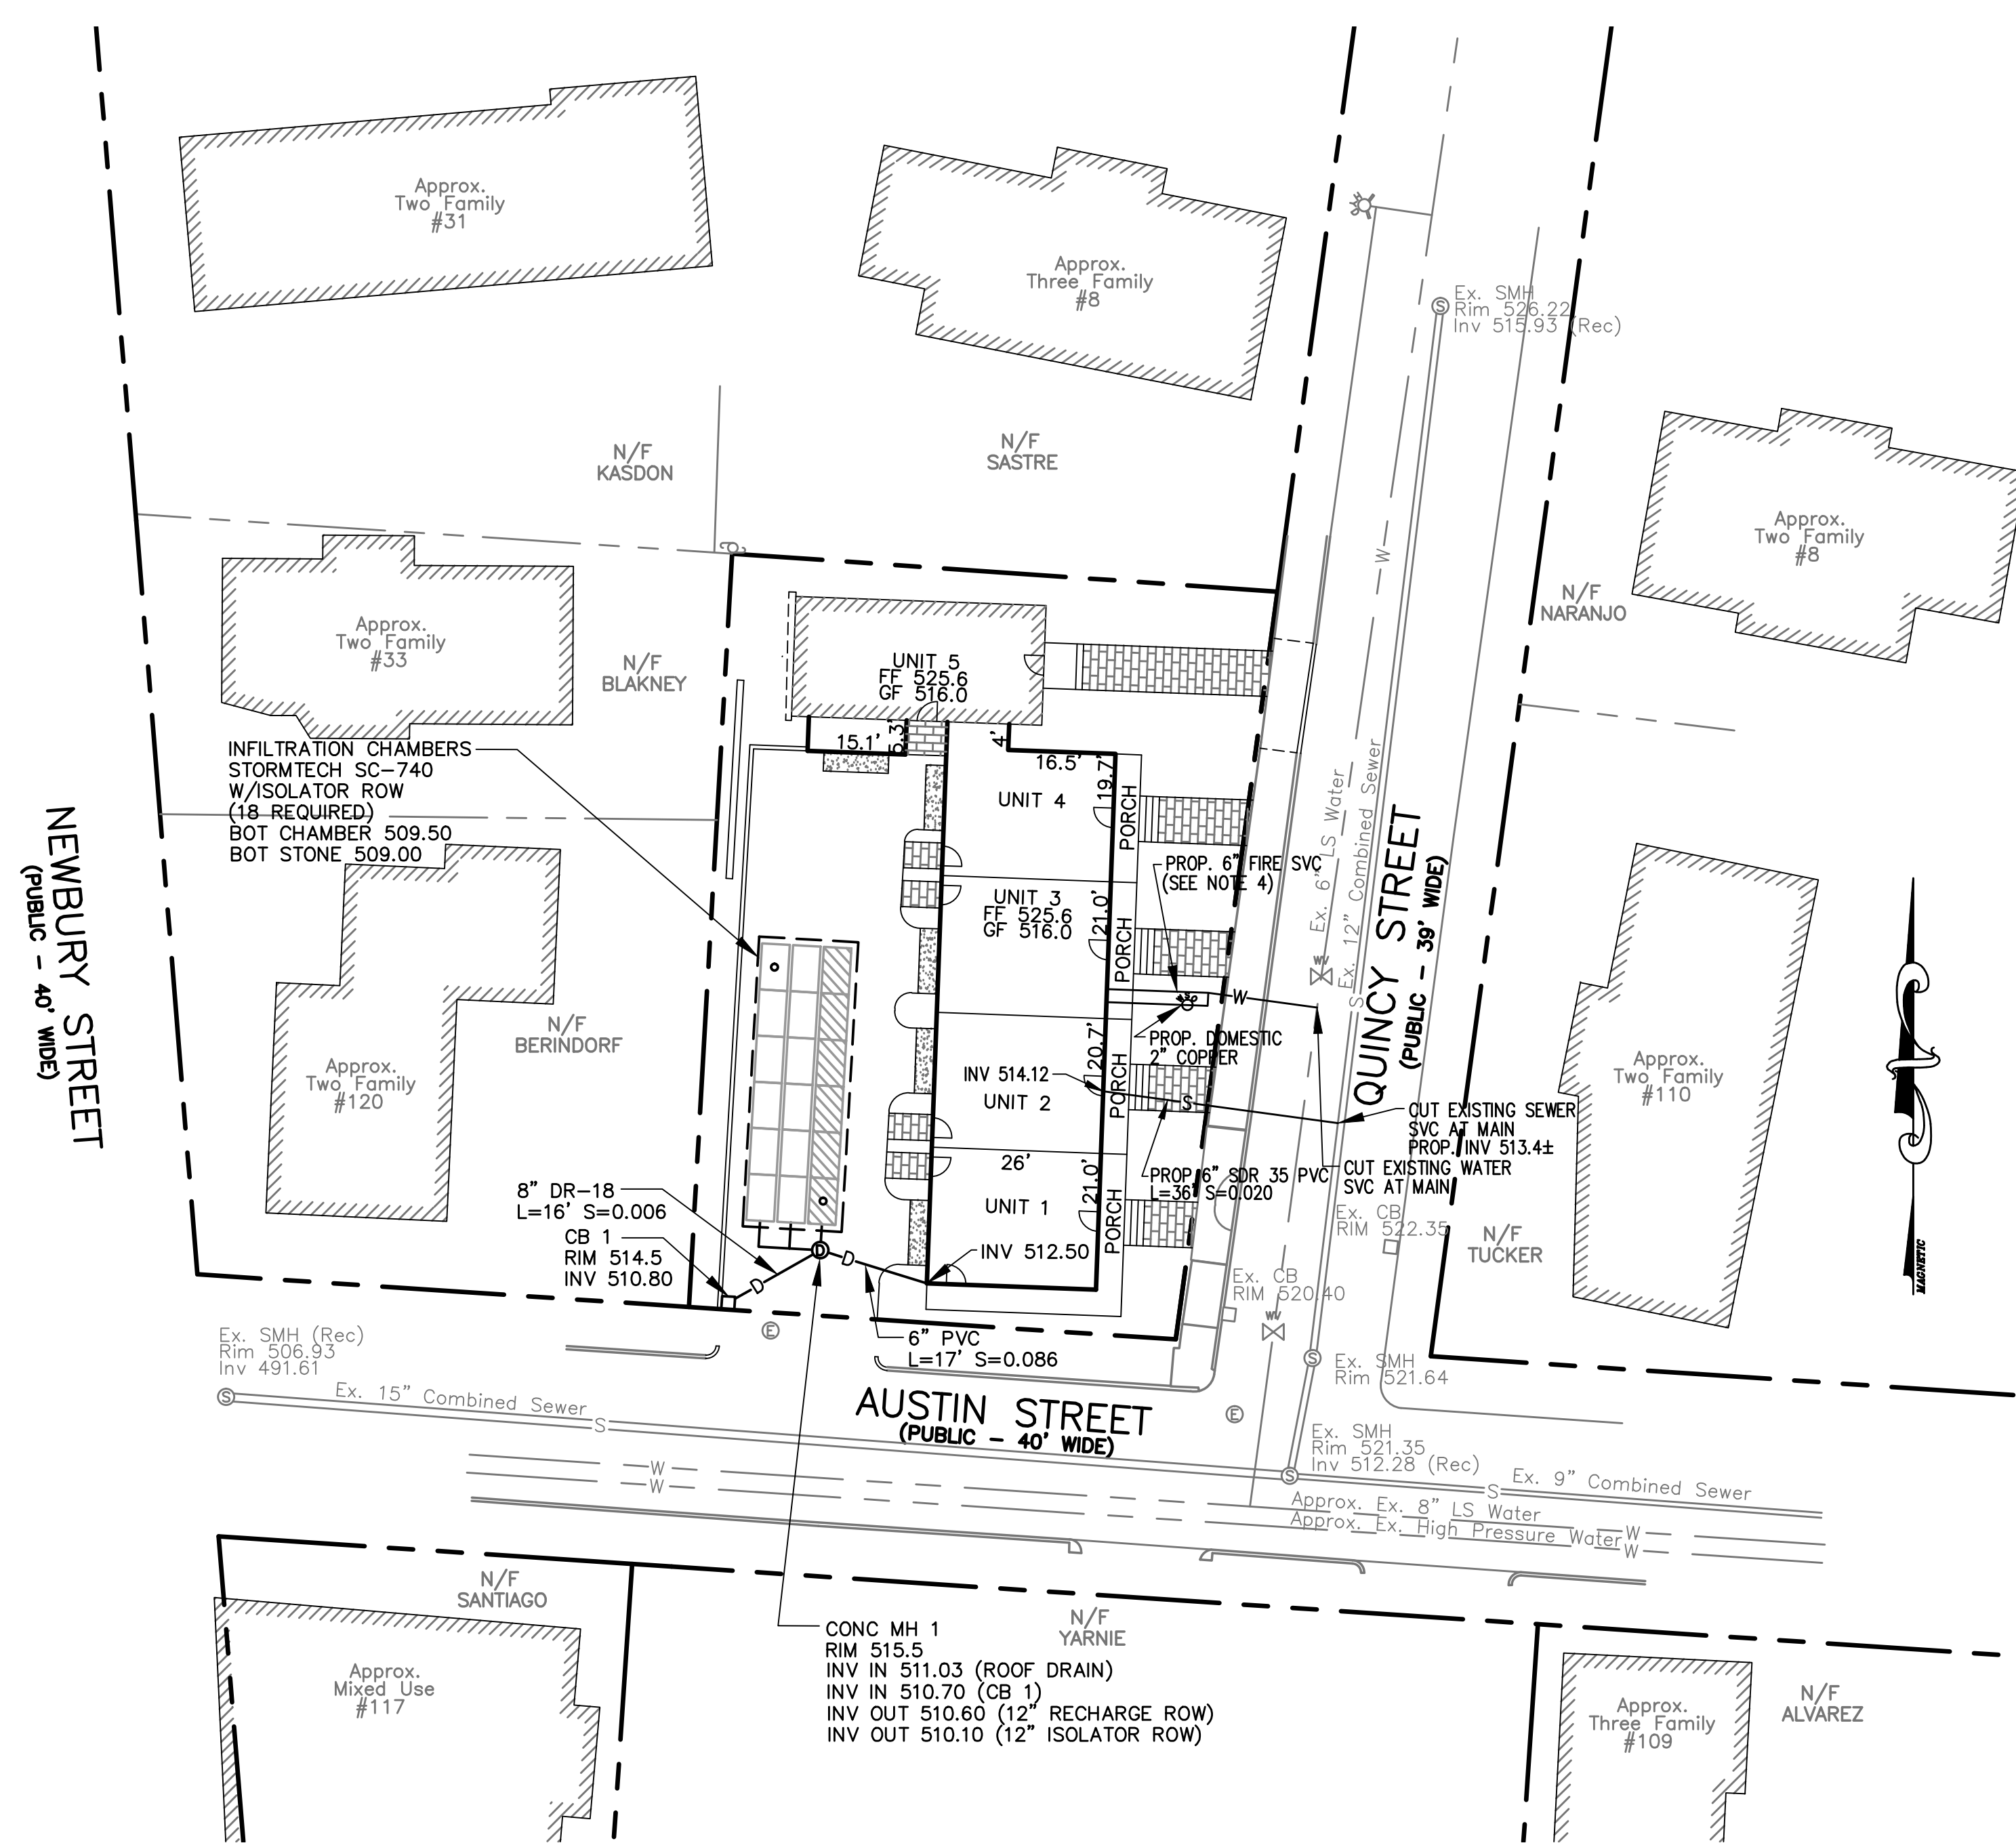 Approx.
Two Family
#31
Approx.
Three Family
#8
Ex. SMH
Rim 526.22
Inv 515.93 (Rec)
N/F
KASDON
N/F
SASTRE
Approx.
Two Family
#8
N/F
NARANJO
W
Approx.
Two Family
#33
N/F
BLAKNEY
UNIT 5
FF 525.6
GF 516.0
15.1'
5.3'
4'
16.5'
19.7'
UNIT 4
PORCH
INFILTRATION CHAMBERS
STORMTECH SC-740
W/ISOLATOR ROW
(18 REQUIRED)
BOT CHAMBER 509.50
BOT STONE 509.00
NEWBURY STREET
(PUBLIC - 40' WIDE)
PROP. 6" FIRE SVC
(SEE NOTE 4)
Ex. 6" LS Water
WV
S
Ex. 12" Combined Sewer
QUINCY STREET
(PUBLIC - 39' WIDE)
UNIT 3
FF 525.6
GF 516.0
21.0'
PORCH
W
PROP. DOMESTIC
2" COPPER
N/F
BERINDORF
Approx.
Two Family
#120
Approx.
Two Family
#110
INV 514.12
20.7'
UNIT 2
PORCH
S
CUT EXISTING SEWER
SVC AT MAIN
PROP. INV 513.4±
CUT EXISTING WATER
SVC AT MAIN
PROP 6" SDR 35 PVC
L=36' S=0.020
26'
21.0'
UNIT 1
PORCH
8" DR-18
L=16' S=0.006
CB 1
RIM 514.5
INV 510.80
D
D
D
INV 512.50
Ex. CB
RIM 522.35
N/F
TUCKER
MAGNETIC
Ex. CB
RIM 520.40
WV
E
6" PVC
L=17' S=0.086
Ex. SMH (Rec)
Rim 506.93
Inv 491.61
S
Ex. 15" Combined Sewer
S
AUSTIN STREET
(PUBLIC - 40' WIDE)
E
S
Ex. SMH
Rim 521.64
Ex. SMH
Rim 521.35
Inv 512.28 (Rec)
S
S
Ex. 9" Combined Sewer
W
W
Approx. Ex. 8" LS Water
W
Approx. Ex. High Pressure Water
W
N/F
SANTIAGO
N/F
YARNIE
CONC MH 1
RIM 515.5
INV IN 511.03 (ROOF DRAIN)
INV IN 510.70 (CB 1)
INV OUT 510.60 (12" RECHARGE ROW)
INV OUT 510.10 (12" ISOLATOR ROW)
Approx.
Mixed Use
#117
Approx.
Three Family
#109
N/F
ALVAREZ